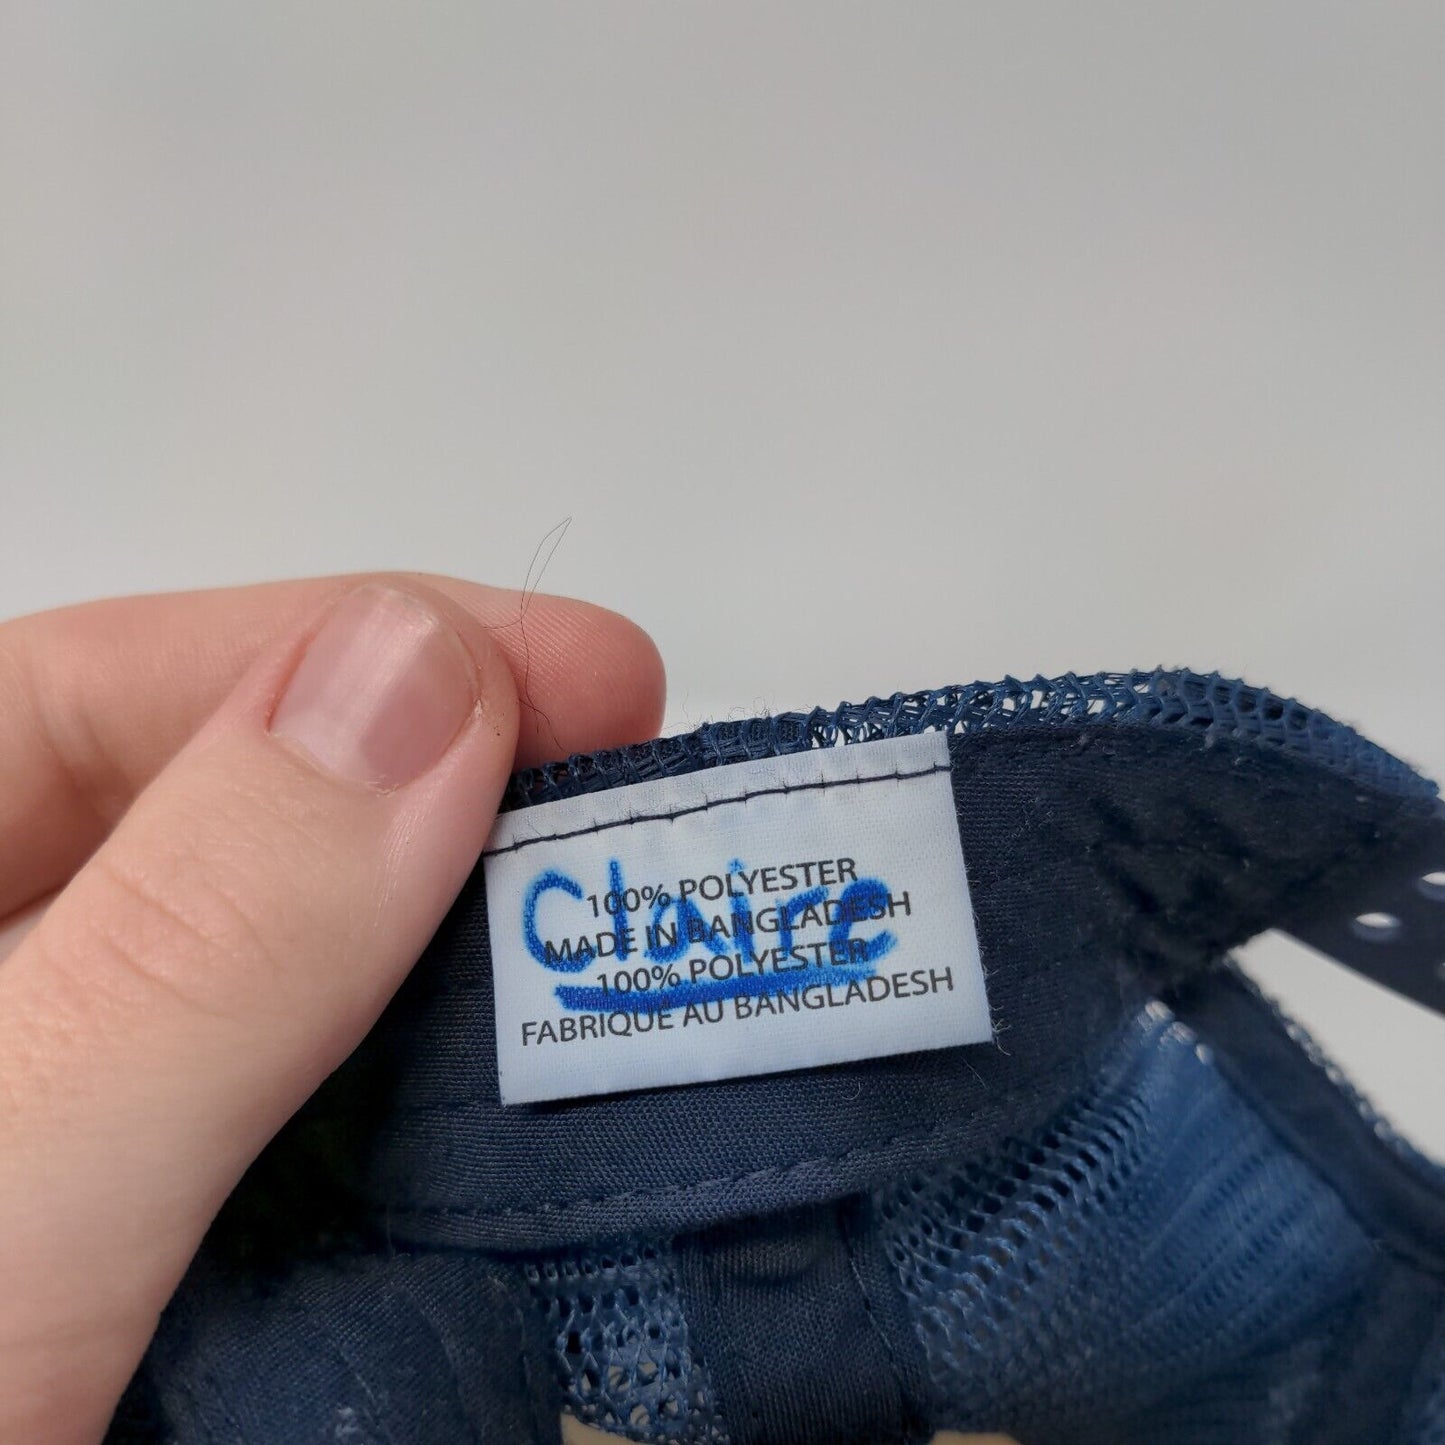 Claire
100% POLYESTER
MADE IN BANGLADESH
100% POLYESTER
FABRIQUE AU BANGLADESH